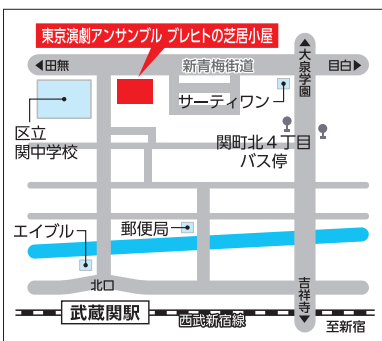 東京演劇アンサンブル ブレヒトの芝居小屋
◀田無
新青梅街道
▲大泉学園
目白▶
サーティワン
区立
関中学校
関町北4丁目
バス停
エイブル
郵便局
北口
吉祥寺▼
武蔵関駅
西武新宿線
至新宿